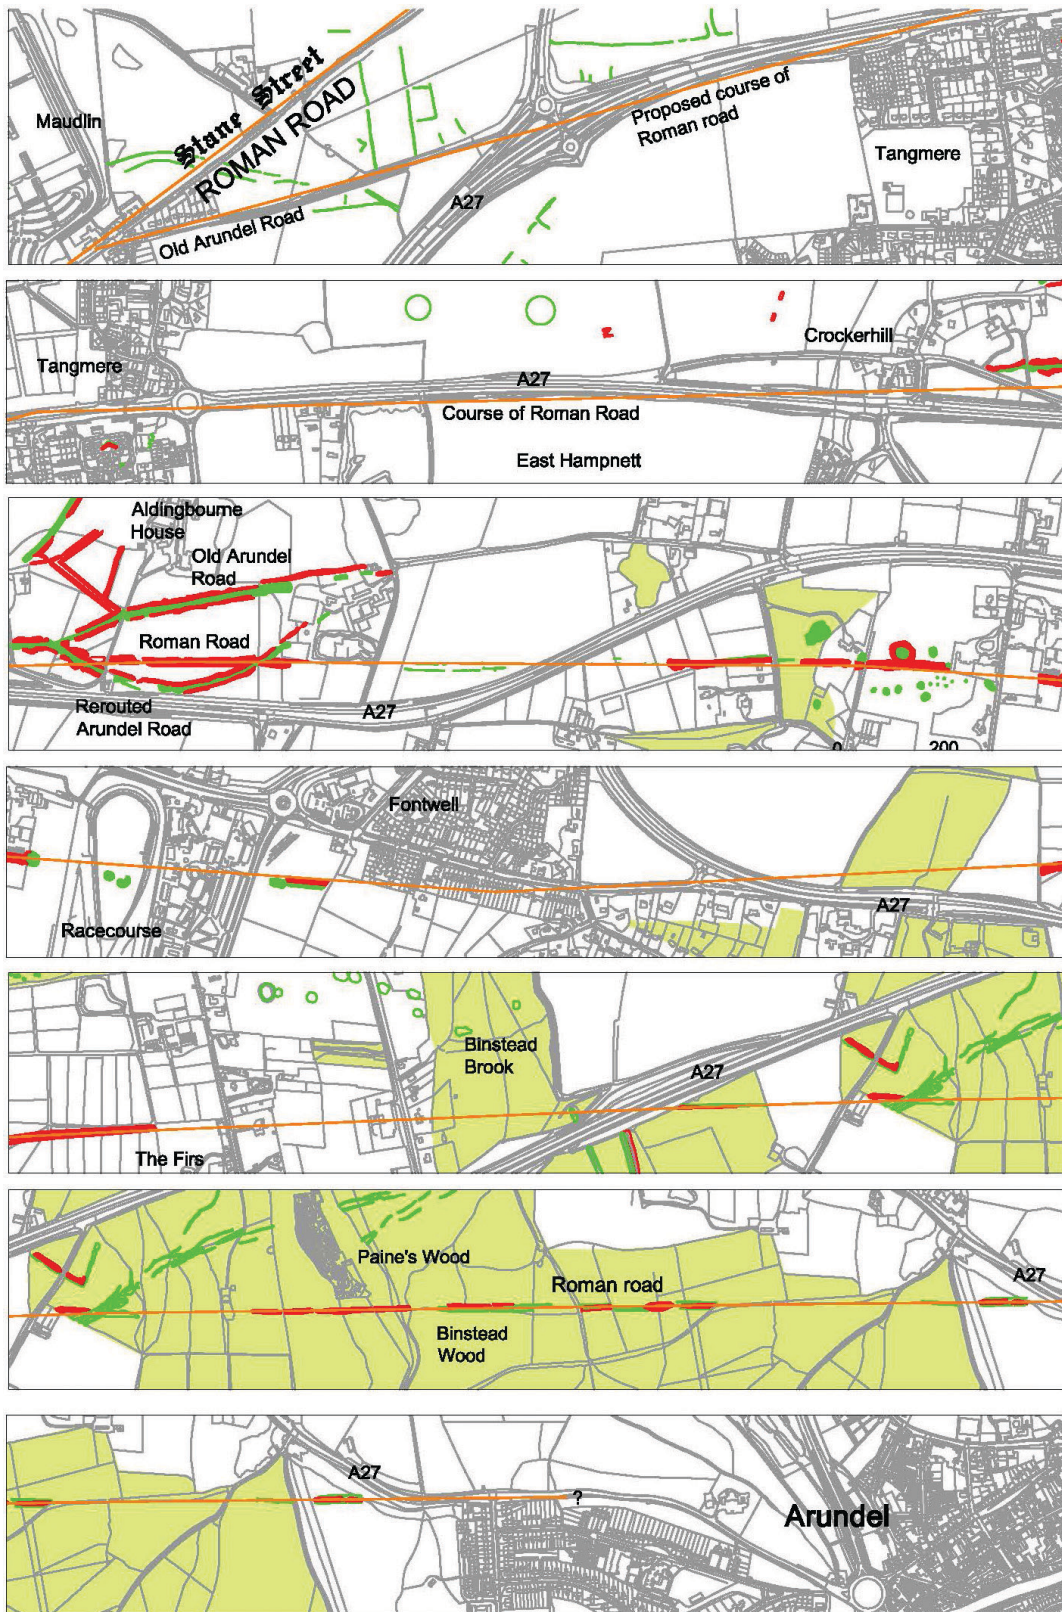 Stane Street
ROMAN ROAD
Maudlin
Proposed course of
Roman road
Tangmere
A27
Old Arundel Road
Crockerhill
Tangmere
A27
Course of Roman Road
East Hampnett
Aldingbourne
House
Old Arundel
Road
Roman Road
Rerouted
Arundel Road
A27
0 200
Fontwell
Racecourse
A27
Binstead
Brook
A27
The Firs
Paine's Wood
Roman road
A27
Binstead
Wood
A27
?
Arundel